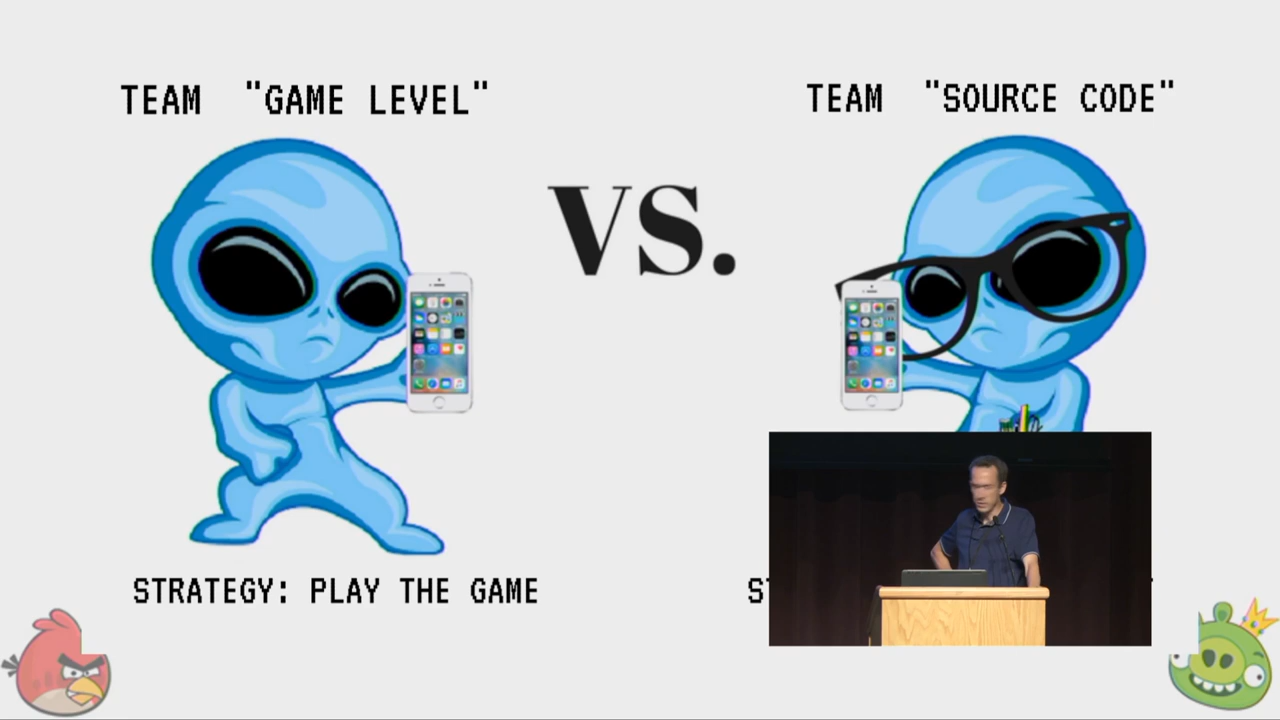 TEAM "GAME LEVEL"
TEAM "SOURCE CODE"
VS.
STRATEGY: PLAY THE GAME